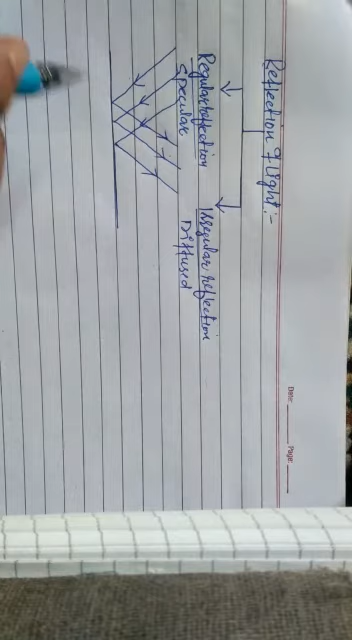 Date: Page:
Reflection of Light:-
Regular reflection
Specular
Irregular reflection
Diffused